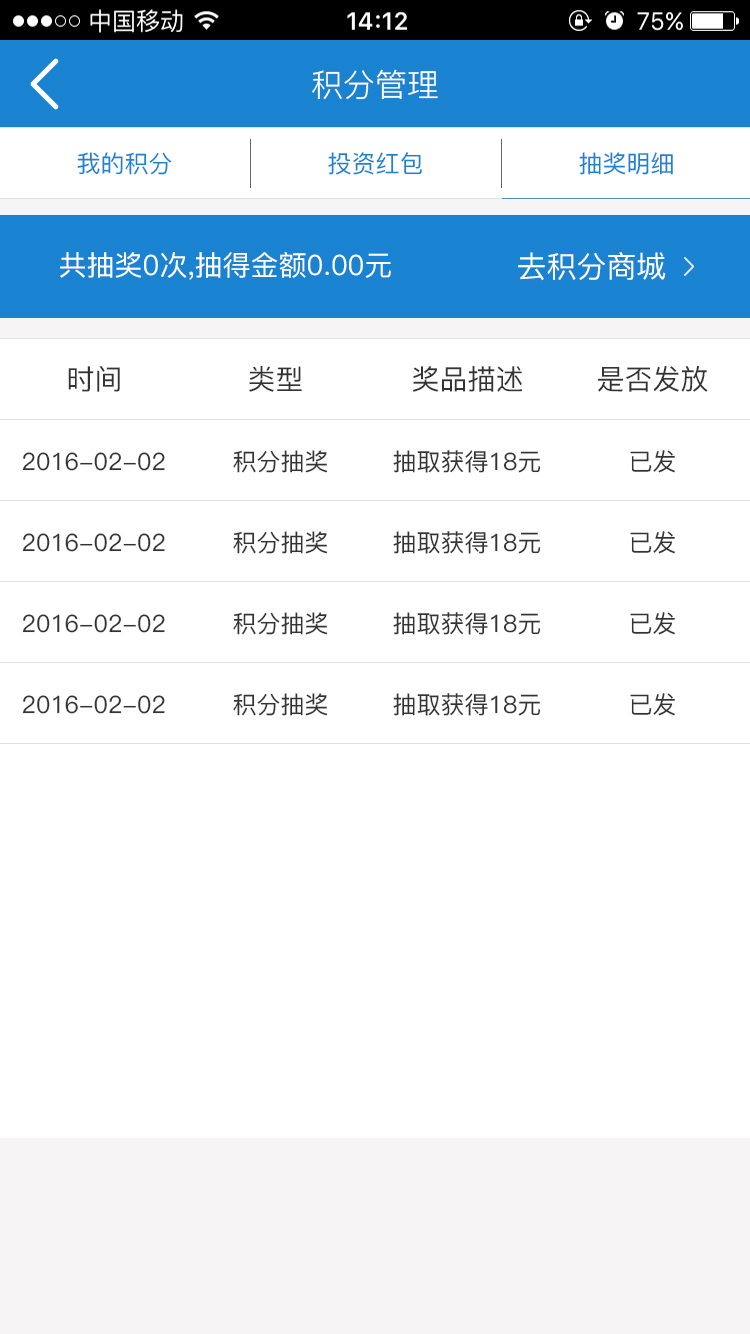 中国移动 14:12 75%
积分管理
我的积分 投资红包 抽奖明细
共抽奖0次,抽得金额0.00元 去积分商城
时间 类型 奖品描述 是否发放
2016-02-02 积分抽奖 抽取获得18元 已发
2016-02-02 积分抽奖 抽取获得18元 已发
2016-02-02 积分抽奖 抽取获得18元 已发
2016-02-02 积分抽奖 抽取获得18元 已发